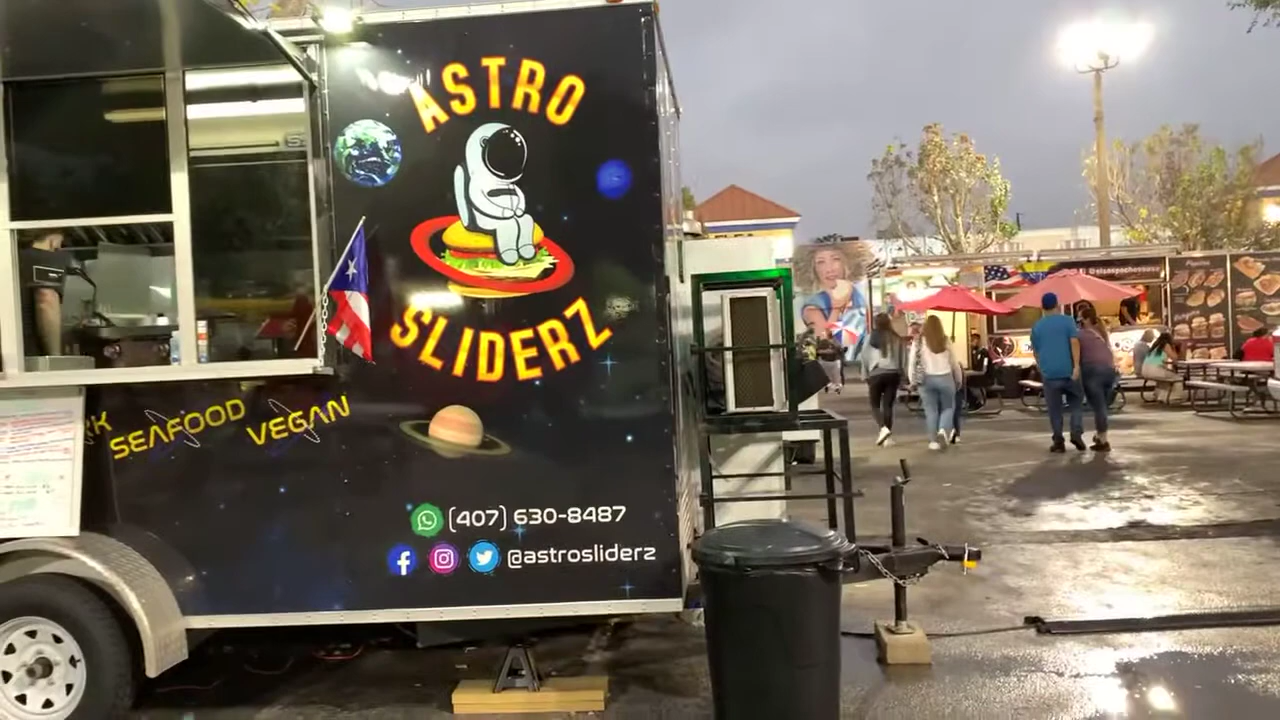 ASTRO
SLIDERZ
SEAFOOD VEGAN
(407) 630-8487
@astrosliderz